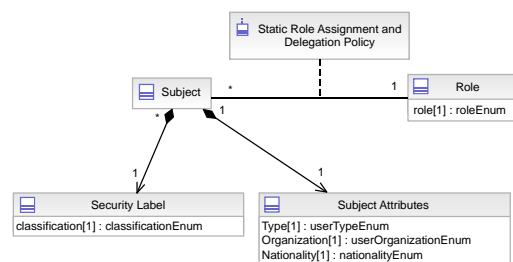 Static Role Assignment and
Delegation Policy
Subject
*
1
Role
role[1] : roleEnum
*
1
1
1
Security Label
classification[1] : classificationEnum
Subject Attributes
Type[1] : userTypeEnum
Organization[1] : userOrganizationEnum
Nationality[1] : nationalityEnum